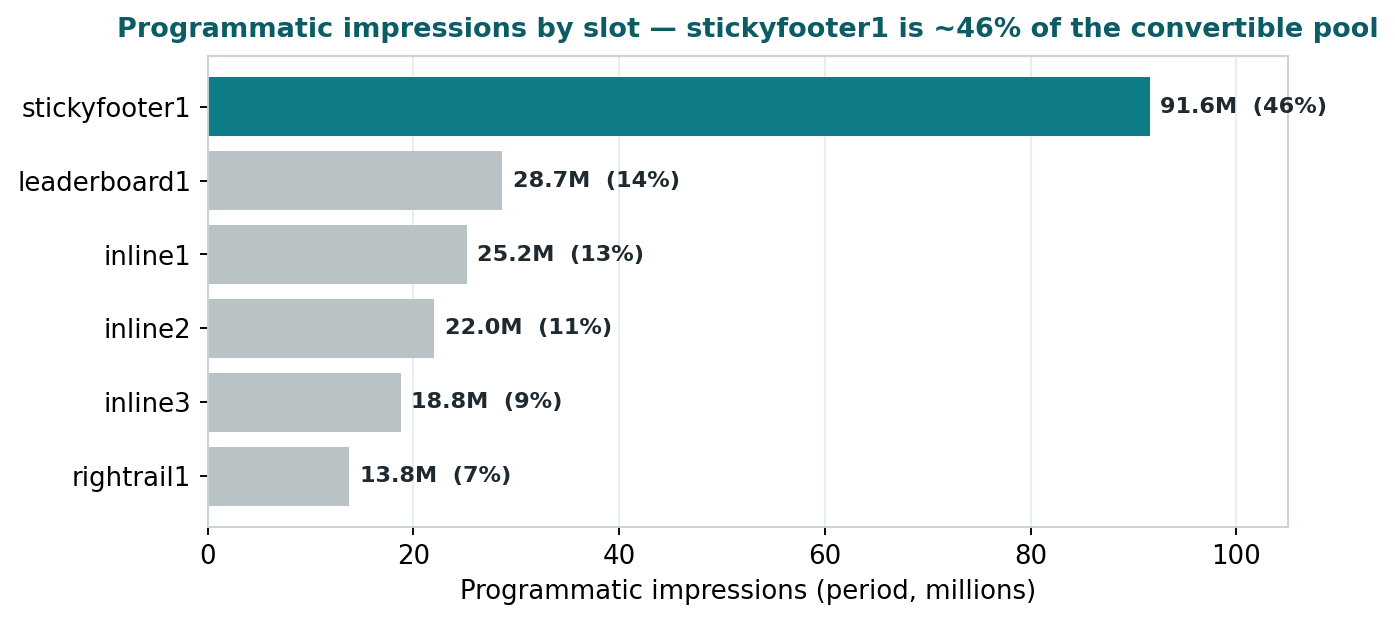 Programmatic impressions by slot — stickyfooter1 is ~46% of the convertible pool
stickyfooter1 91.6M (46%)
leaderboard1 28.7M (14%)
inline1 25.2M (13%)
inline2 22.0M (11%)
inline3 18.8M (9%)
rightrail1 13.8M (7%)
0 20 40 60 80 100
Programmatic impressions (period, millions)